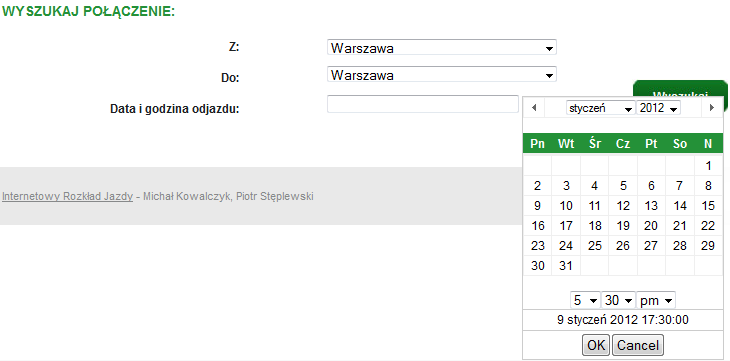 WYSZUKAJ POŁĄCZENIE:
Z: Warszawa
Do: Warszawa
Data i godzina odjazdu:
Wyszukaj
styczeń 2012
Pn Wt Śr Cz Pt So N
1
2 3 4 5 6 7 8
9 10 11 12 13 14 15
16 17 18 19 20 21 22
23 24 25 26 27 28 29
30 31
5 30 pm
9 styczeń 2012 17:30:00
OK Cancel
Internetowy Rozkład Jazdy - Michał Kowalczyk, Piotr Stęplewski